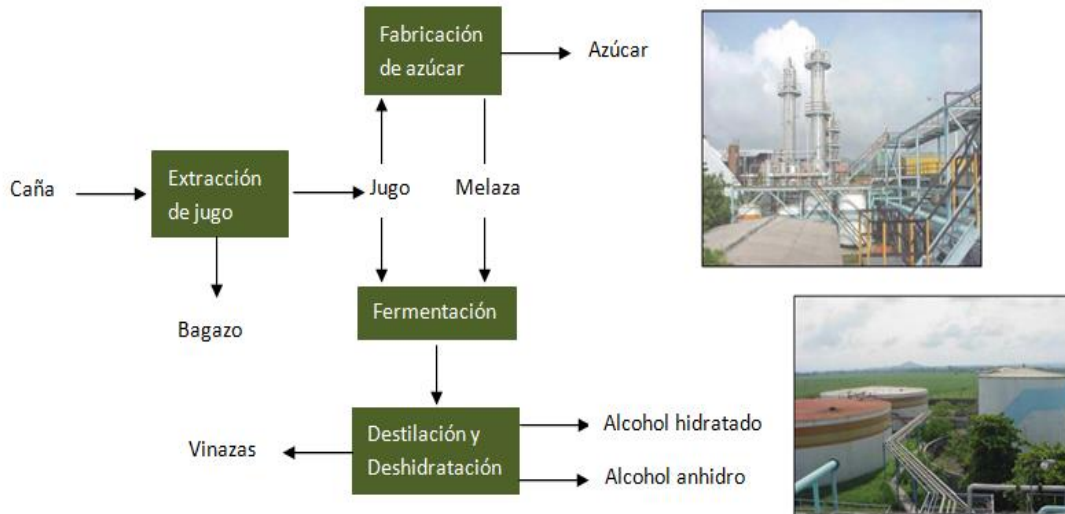 Fabricación
de azúcar
Azúcar
Caña
Extracción
de jugo
Jugo
Melaza
Bagazo
Fermentación
Vinazas
Destilación y
Deshidratación
Alcohol hidratado
Alcohol anhidro